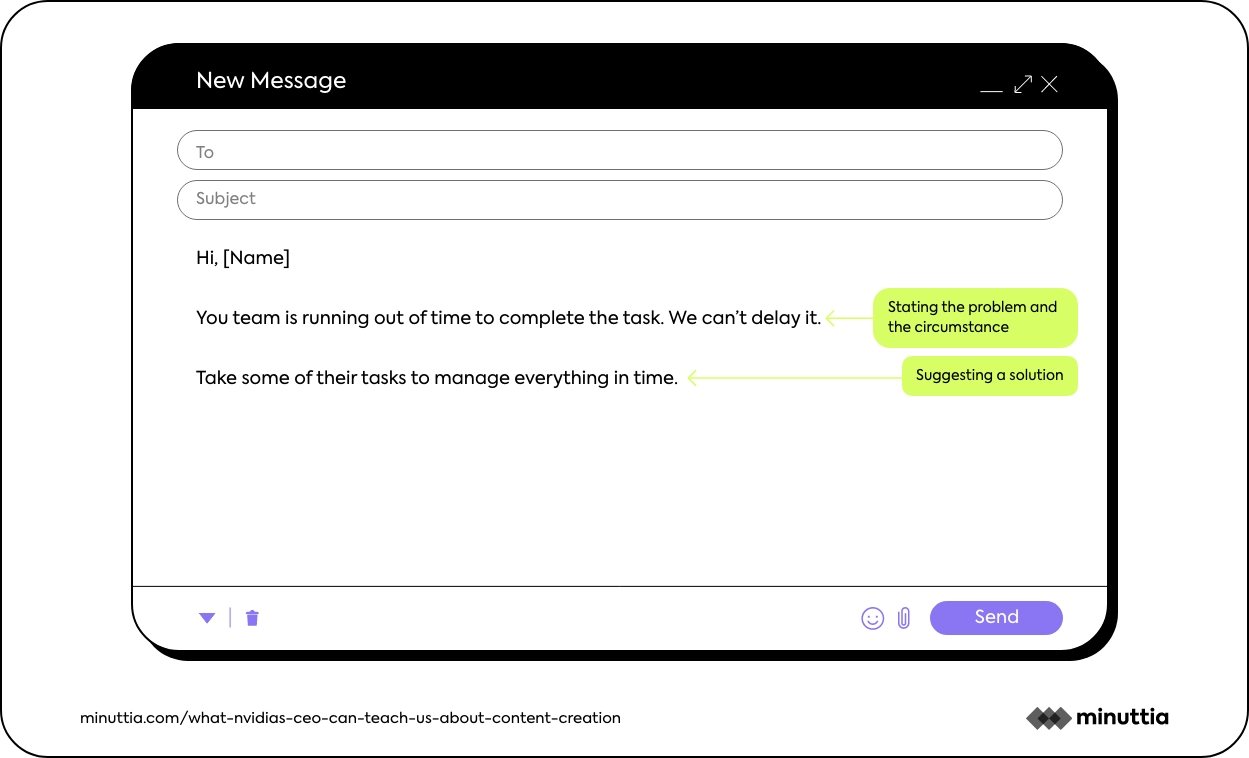 New Message
To
Subject
Hi, [Name]
You team is running out of time to complete the task. We can’t delay it.
Stating the problem and
the circumstance
Take some of their tasks to manage everything in time.
Suggesting a solution
Send
minuttia.com/what-nvidias-ceo-can-teach-us-about-content-creation
minuttia